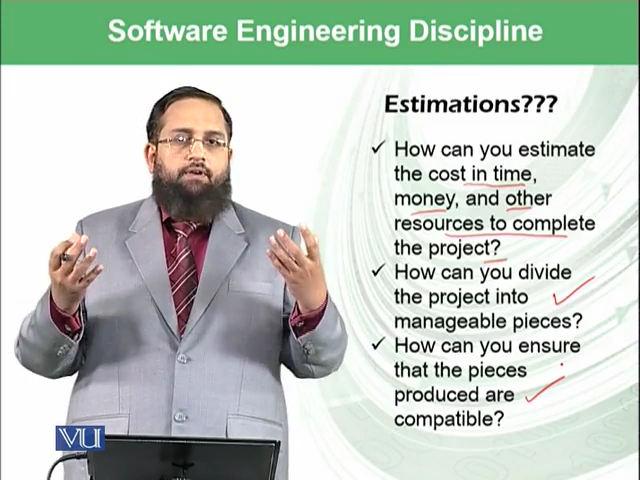 Software Engineering Discipline
Estimations???
✓ How can you estimate
the cost in time,
money, and other
resources to complete
the project?
✓ How can you divide
the project into
manageable pieces?
✓ How can you ensure
that the pieces
produced are
compatible?
VU